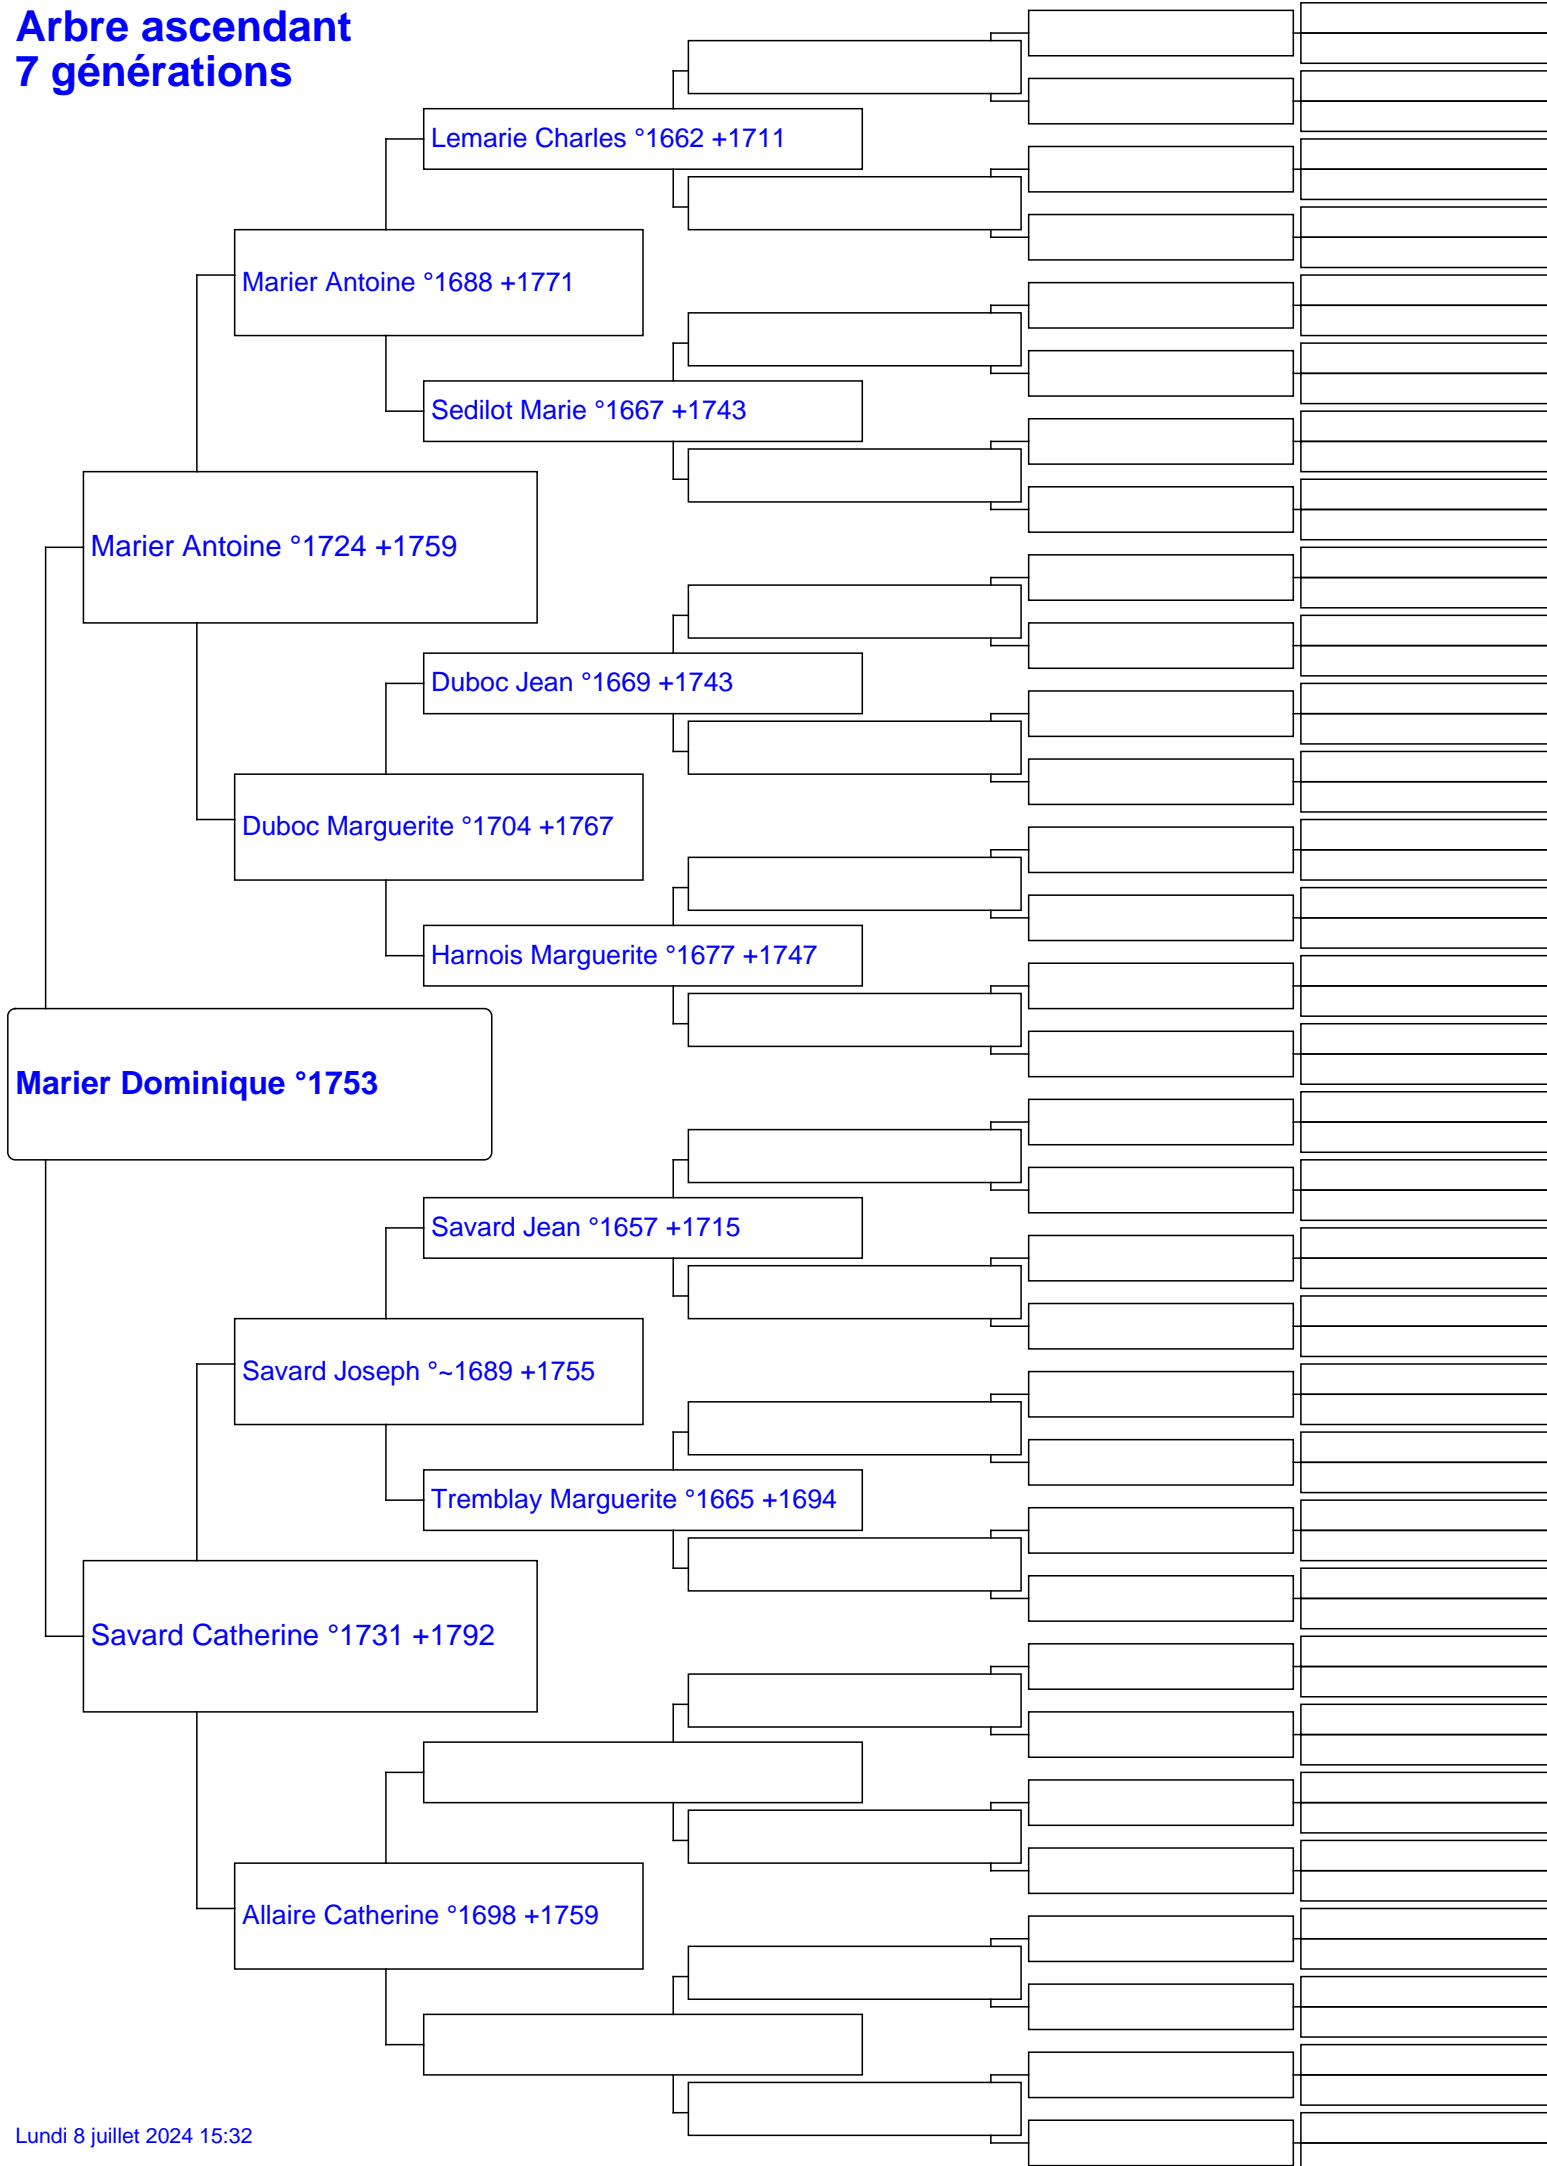 Arbre ascendant
7 générations
Lemarie Charles °1662 +1711
Marier Antoine °1688 +1771
Sedilot Marie °1667 +1743
Marier Antoine °1724 +1759
Duboc Jean °1669 +1743
Duboc Marguerite °1704 +1767
Harnois Marguerite °1677 +1747
Marier Dominique °1753
Savard Jean °1657 +1715
Savard Joseph °~1689 +1755
Tremblay Marguerite °1665 +1694
Savard Catherine °1731 +1792
Allaire Catherine °1698 +1759
Lundi 8 juillet 2024 15:32